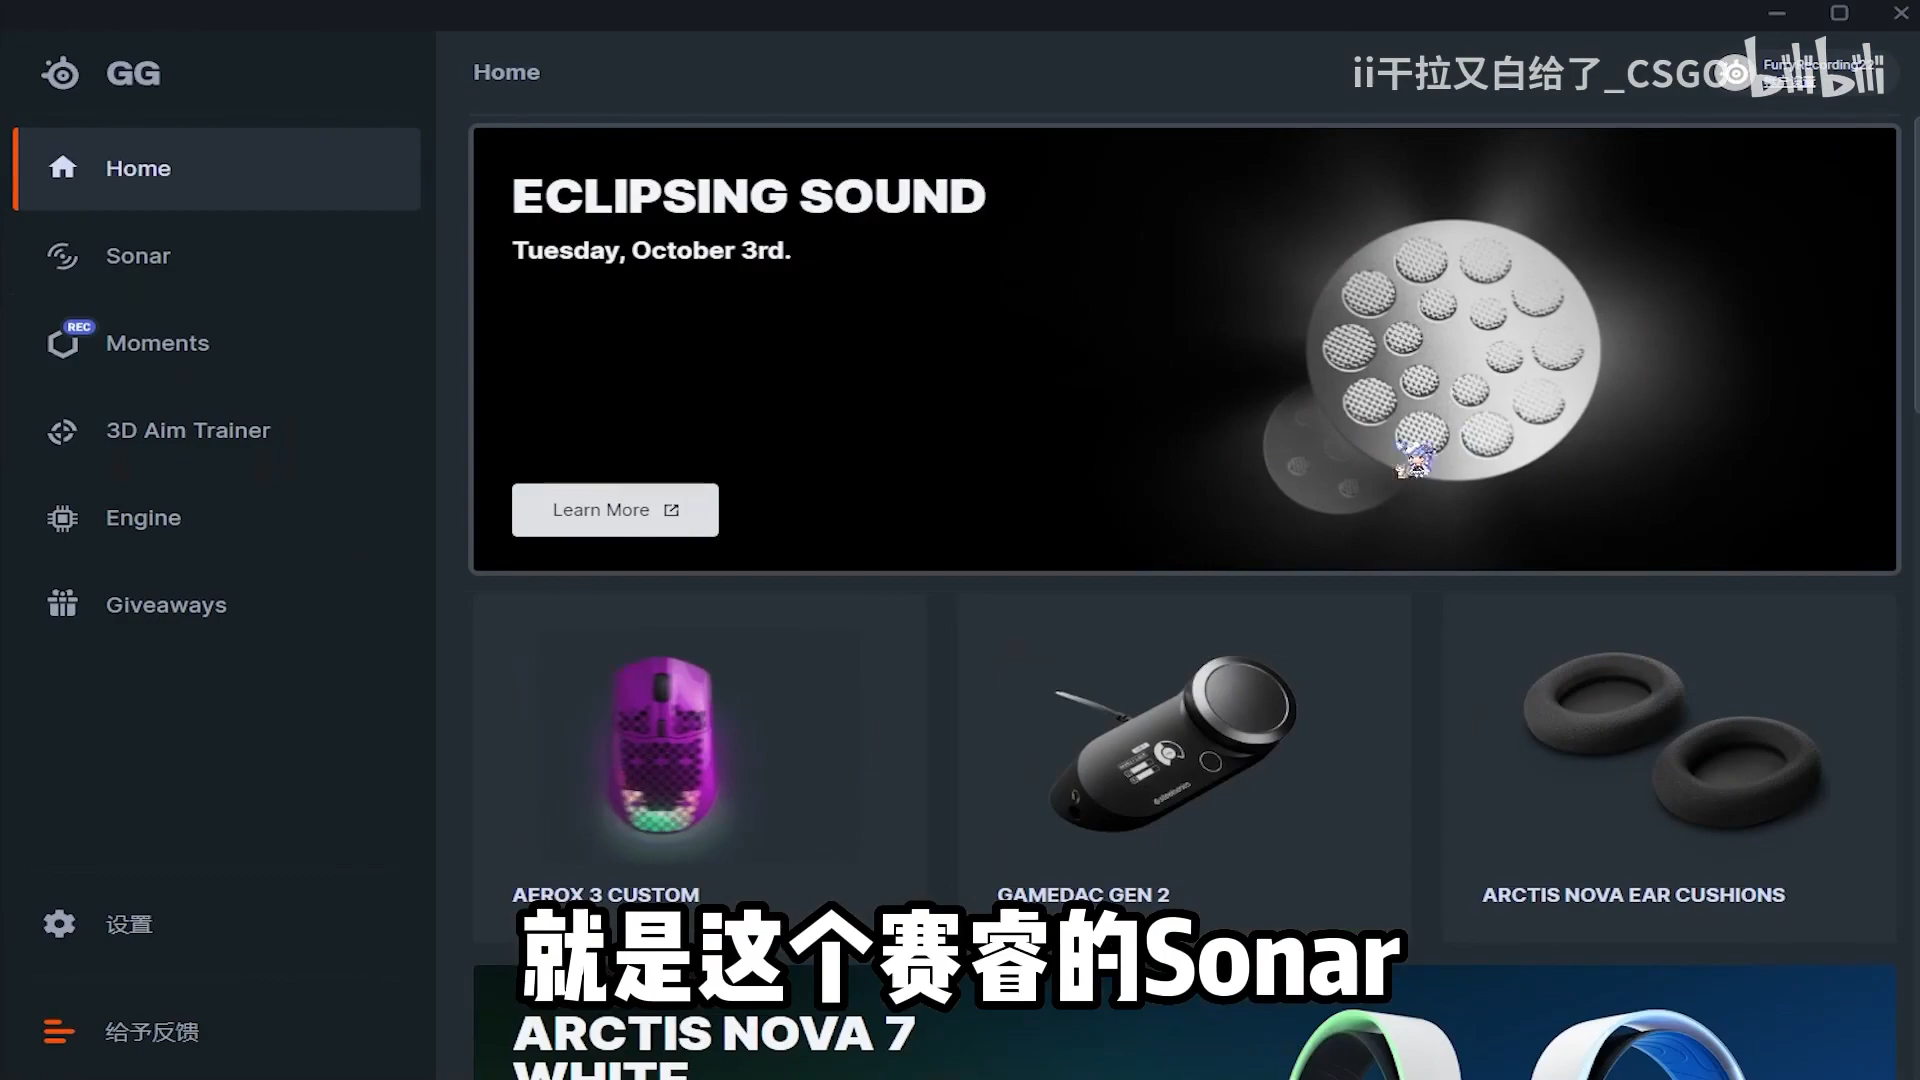 GG
Home
ii干拉又白给了_CSGO
bilibili
FurryRecording22
Home
Sonar
REC
Moments
3D Aim Trainer
Engine
Giveaways
设置
给予反馈
ECLIPSING SOUND
Tuesday, October 3rd.
Learn More
AEROX 3 CUSTOM
GAMEDAC GEN 2
ARCTIS NOVA EAR CUSHIONS
就是这个赛睿的Sonar
ARCTIS NOVA 7
WHITE